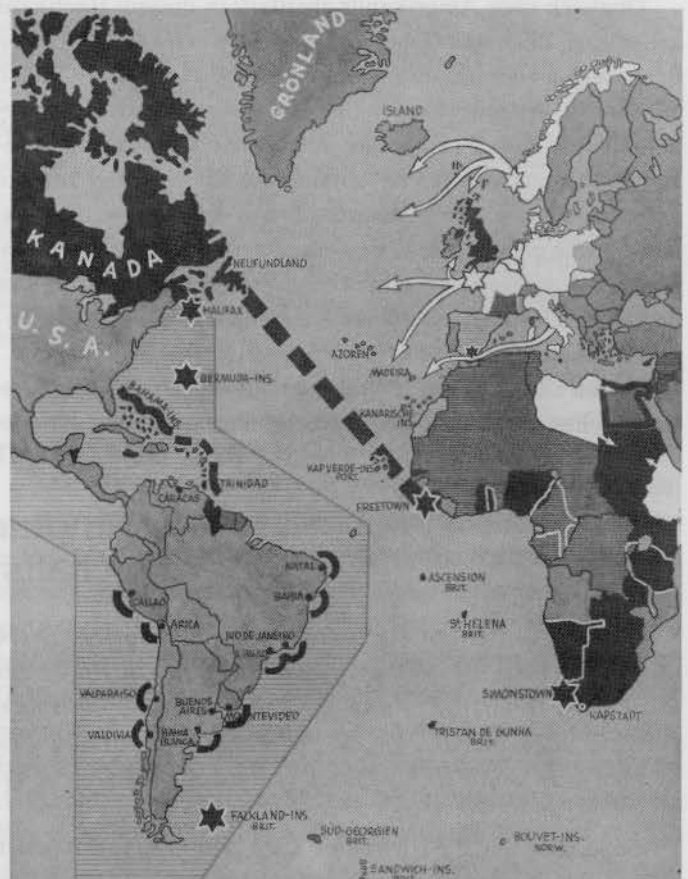 GRÖNLAND
ISLAND
KANADA
NEUFUNDLAND
HALIFAX
U. S. A.
BERMUDA-INS.
AZOREN
MADEIRA
BAHAMA INS.
KANARISCHE
INS.
KAPVERDE-INS.
PORT.
TRINIDAD
CARACAS
FREETOWN
NATAL
ASCENSION
BRIT.
BAHIA
CALLAO
ARICA
RIO DE JANEIRO
ST. HELENA
BRIT.
VALPARAISO
BUENOS
AIRES
MONTEVIDEO
SIMONSTOWN
KAPSTADT
VALDIVIA
BAHIA
BLANCA
TRISTAN DE CUNHA
BRIT.
FALKLAND-INS.
BRIT.
SÜD-GEORGIEN
BRIT.
BOUVET-INS.
NORW.
SANDWICH-INS.